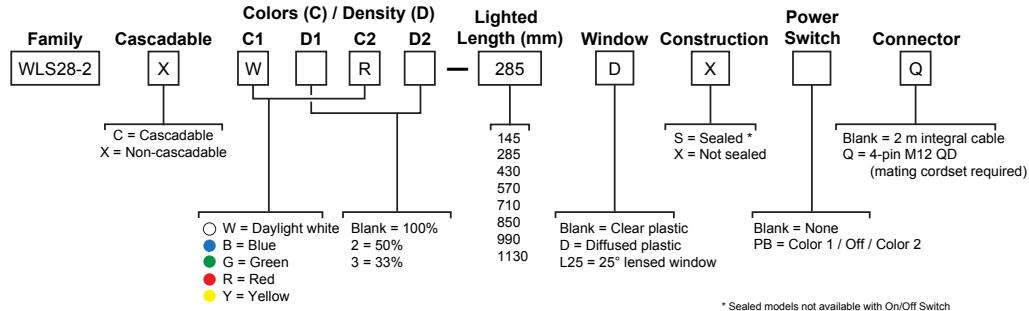 Colors (C) / Density (D)
Family Cascadable C1 D1 C2 D2 Lighted Length (mm) Window Construction Power Switch Connector
WLS28-2 X W R — 285 D X Q
C = Cascadable
X = Non-cascadable
W = Daylight white
B = Blue
G = Green
R = Red
Y = Yellow
Blank = 100%
2 = 50%
3 = 33%
145
285
430
570
710
850
990
1130
Blank = Clear plastic
D = Diffused plastic
L25 = 25° lensed window
S = Sealed *
X = Not sealed
Blank = None
PB = Color 1 / Off / Color 2
Blank = 2 m integral cable
Q = 4-pin M12 QD
(mating cordset required)
* Sealed models not available with On/Off Switch